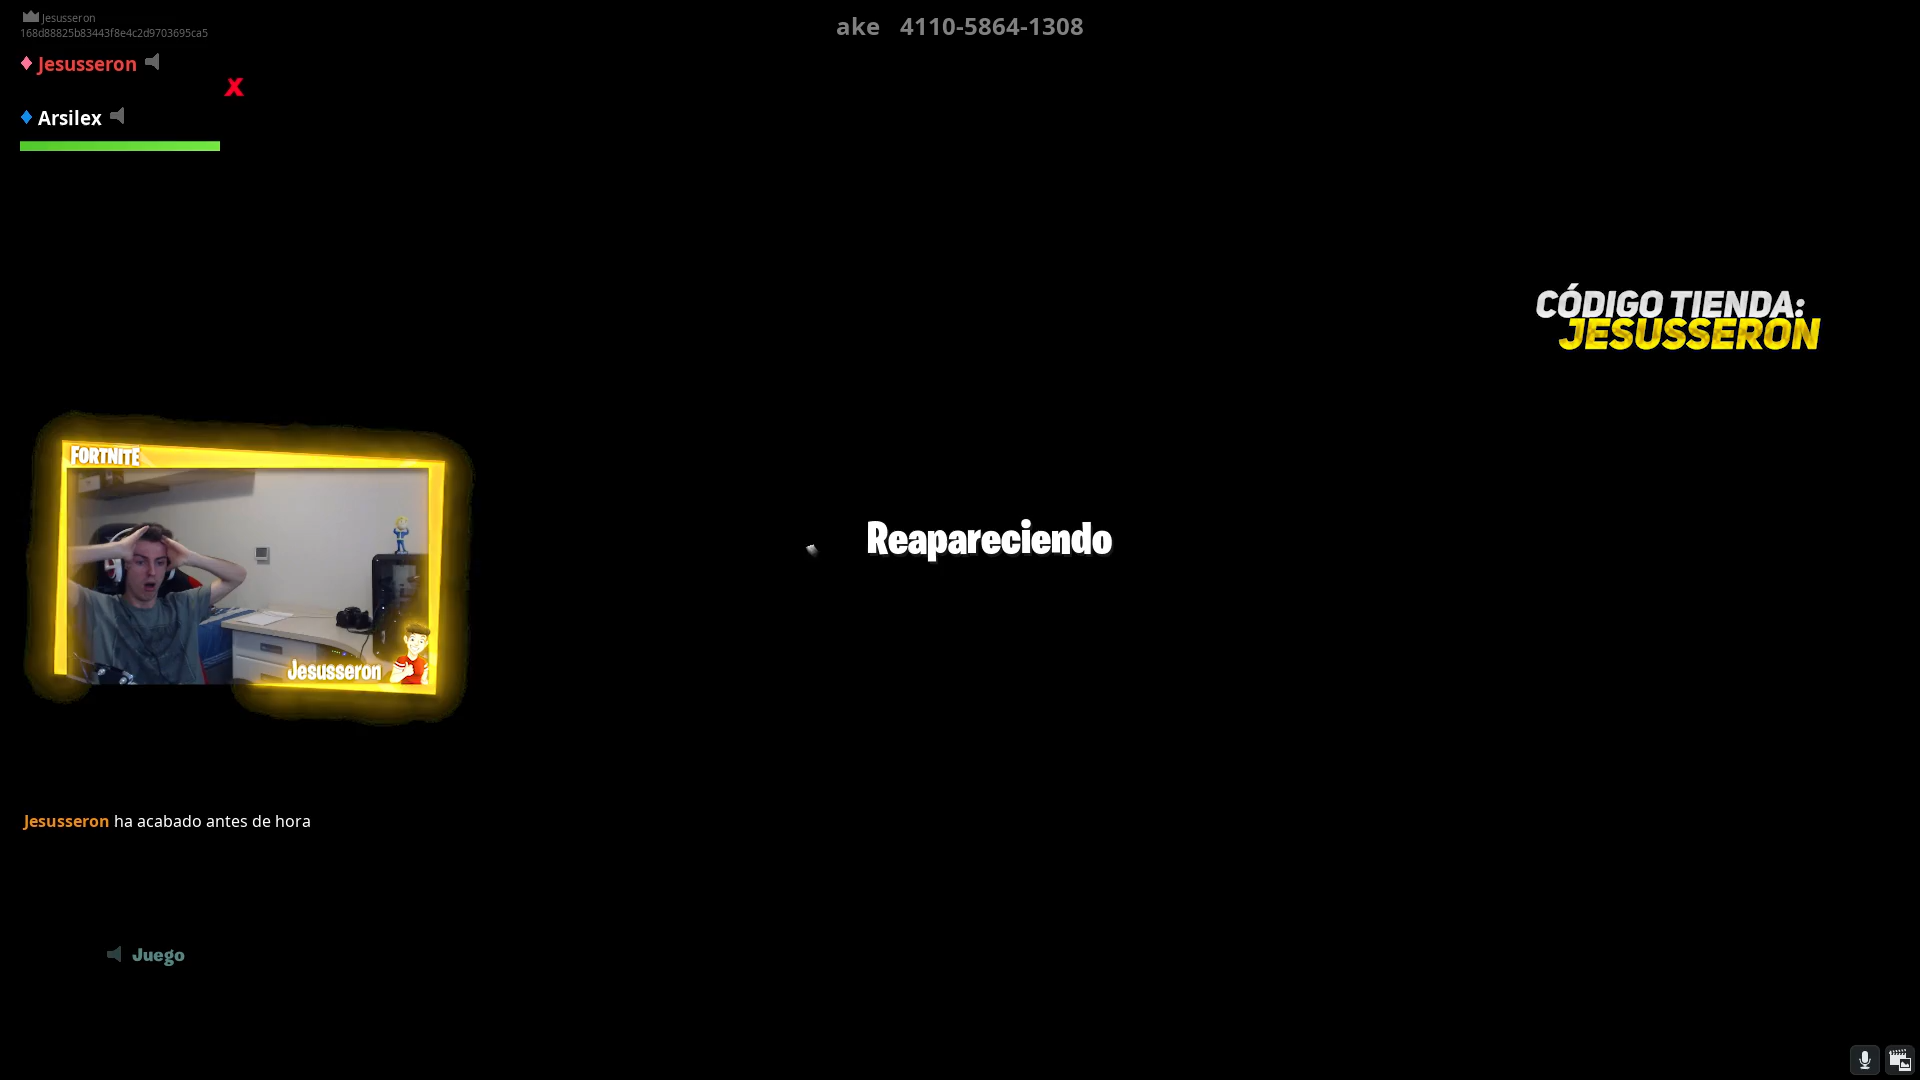 Jesusseron
168d88825b83443f8e4c2d9703695ca5
ake 4110-5864-1308
Jesusseron
X
Arsilex
CÓDIGO TIENDA:
JESUSSERON
FORTNITE
Reapareciendo
Jesusseron
Jesusseron ha acabado antes de hora
Juego